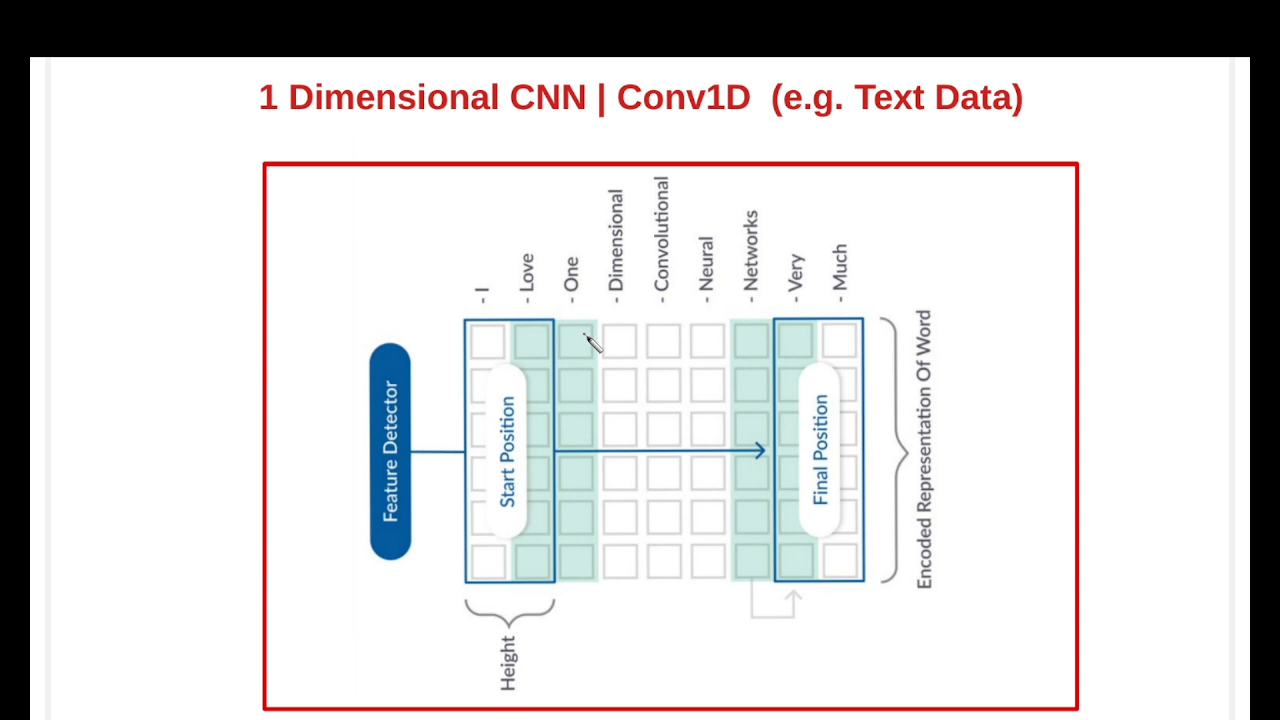 1 Dimensional CNN | Conv1D (e.g. Text Data)
- I
- Love
- One
- Dimensional
- Convolutional
- Neural
- Networks
- Very
- Much
Feature Detector
Start Position
Final Position
Encoded Representation Of Word
Height